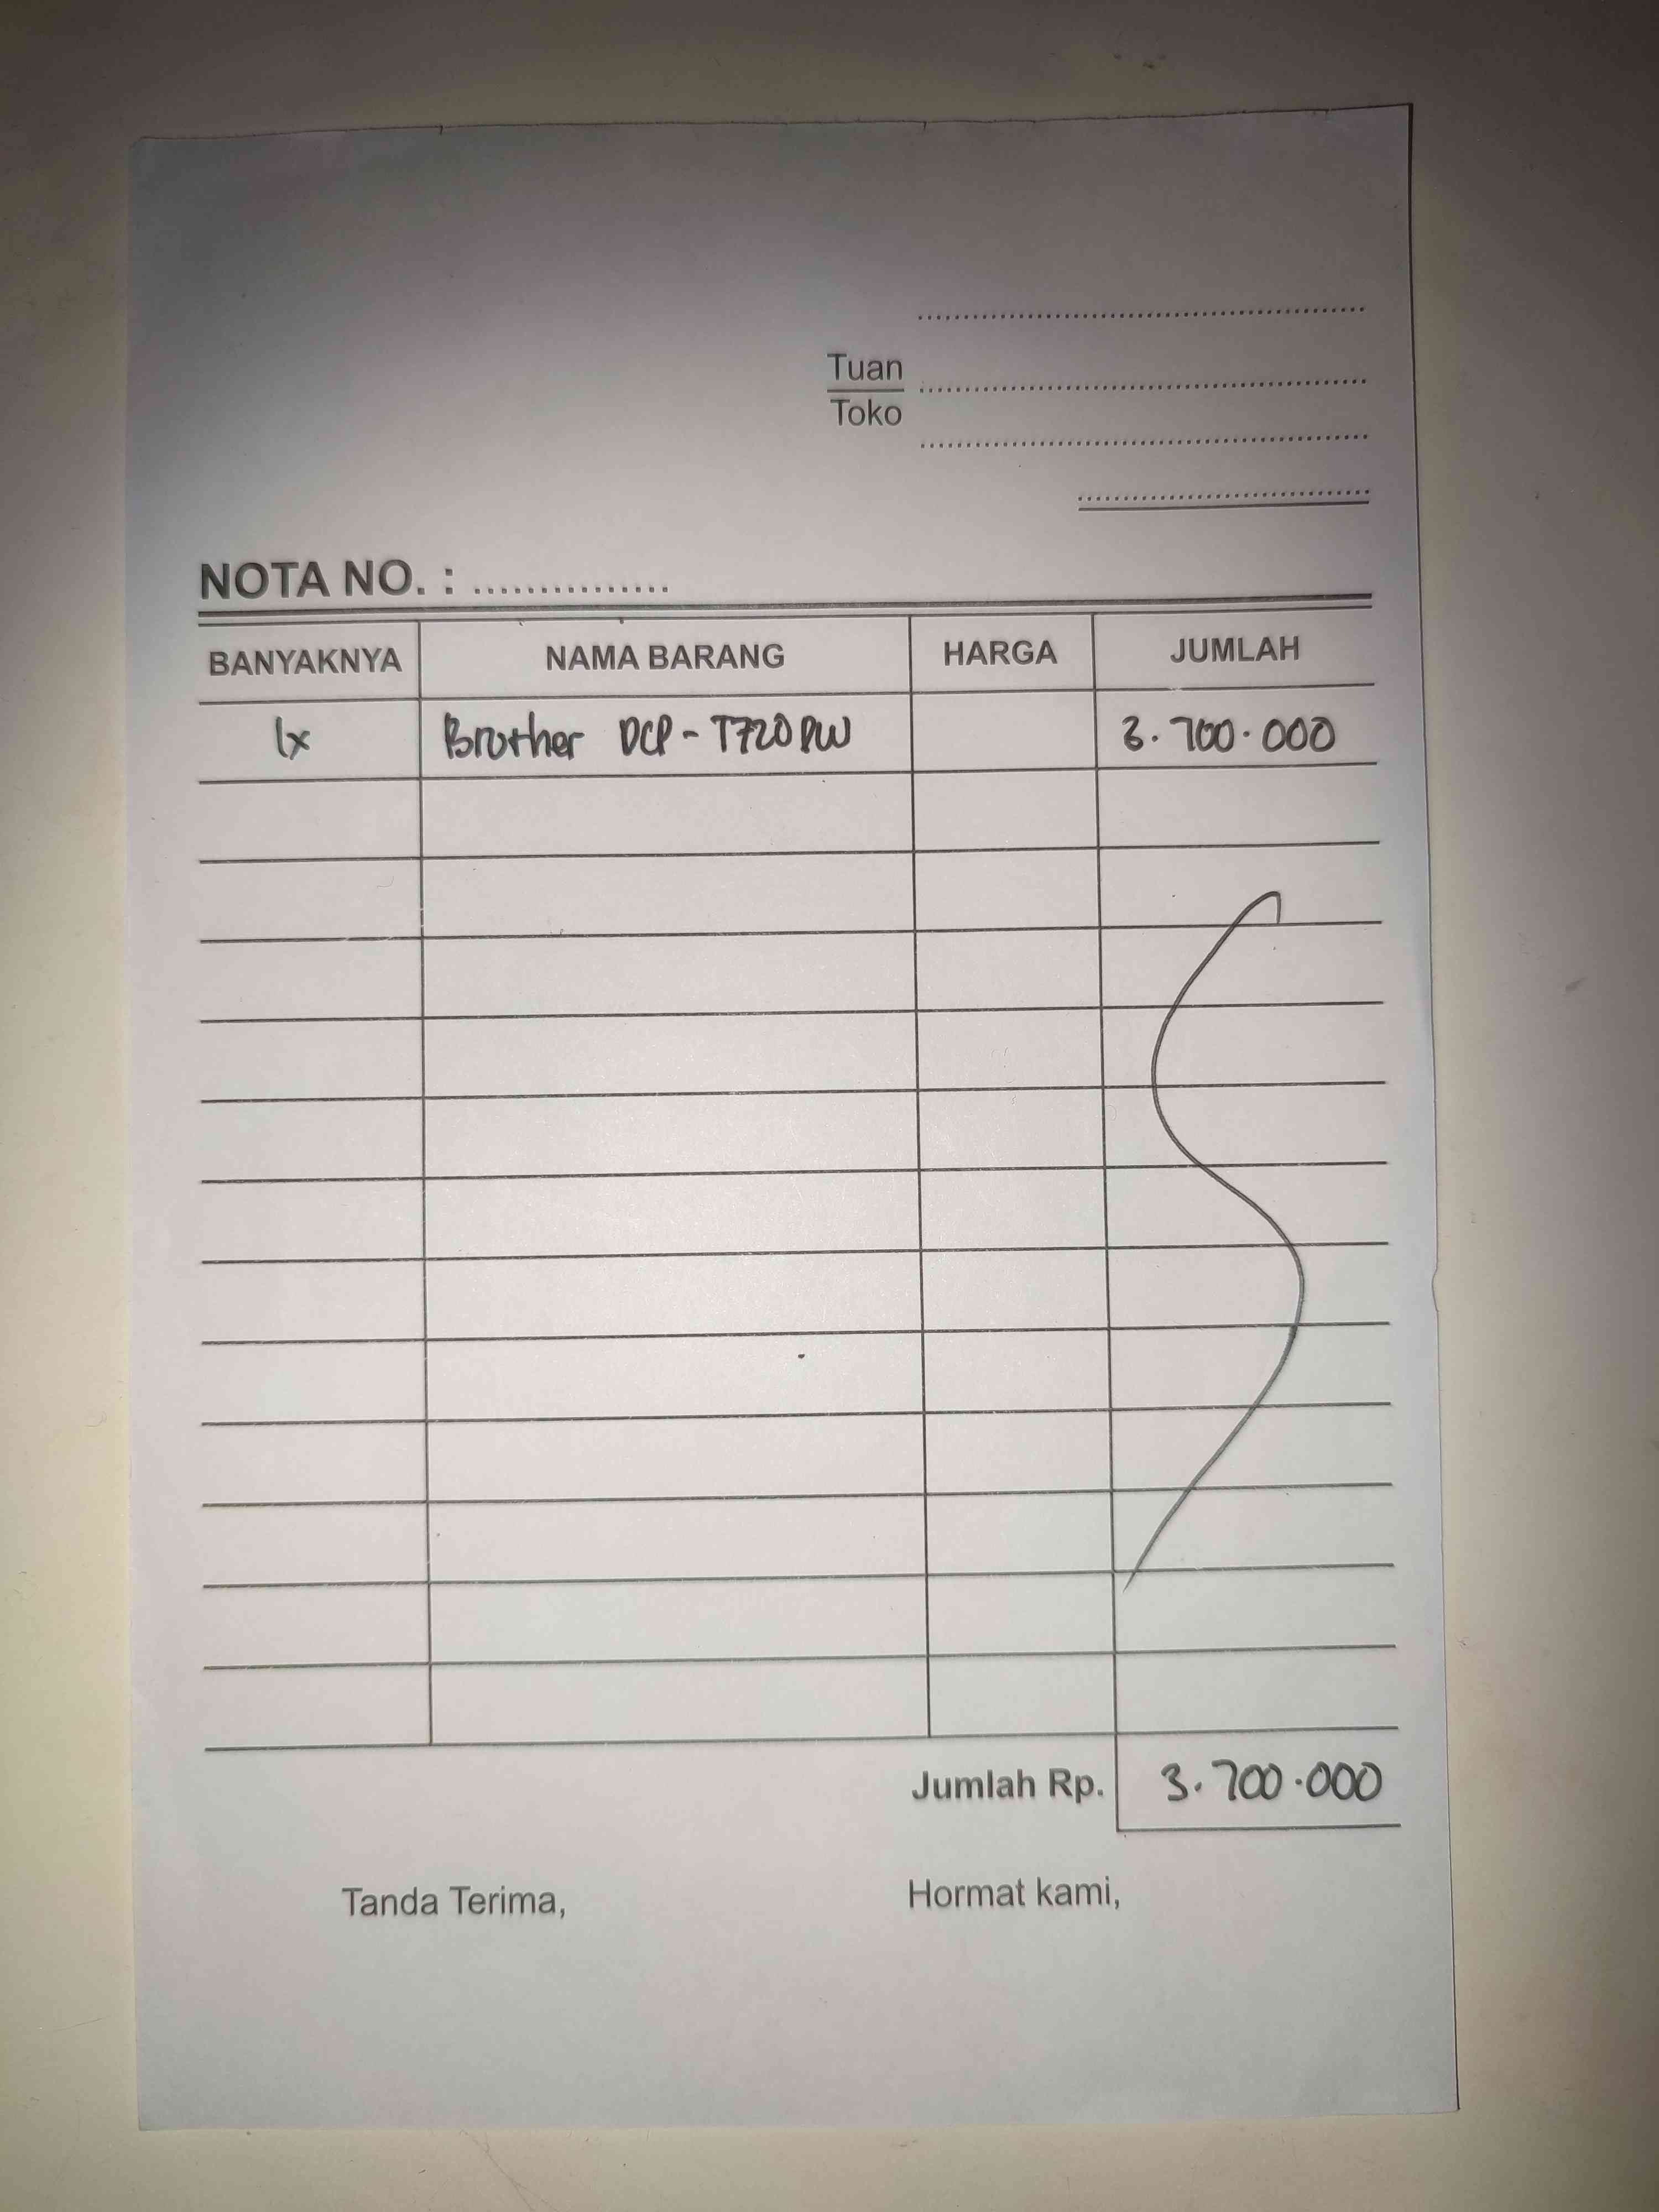 Tuan
Toko
NOTA NO. : ...............
BANYAKNYA NAMA BARANG HARGA JUMLAH
1x Brother DCP-T720DW 3.700.000
Jumlah Rp. 3.700.000
Tanda Terima, Hormat kami,